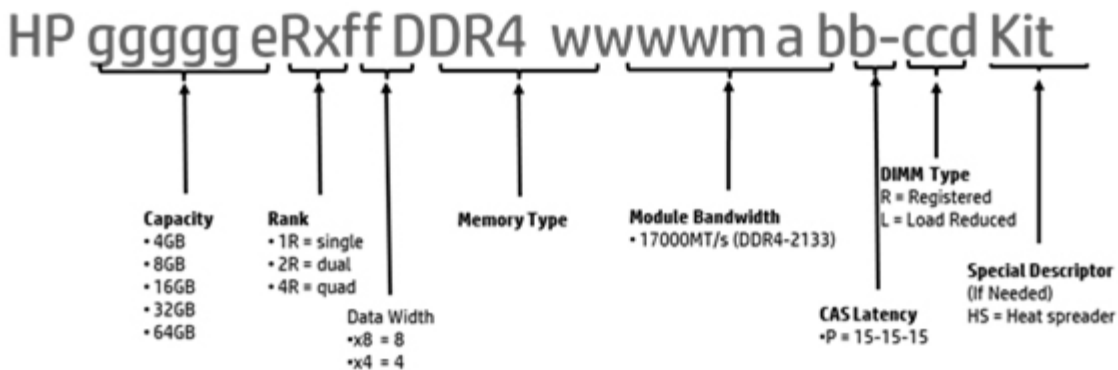 HP ggggg eRxff DDR4 wwwwm a bb-ccd Kit
Capacity
• 4GB
• 8GB
• 16GB
• 32GB
• 64GB
Rank
• 1R = single
• 2R = dual
• 4R = quad
Data Width
•x8 = 8
•x4 = 4
Memory Type
Module Bandwidth
• 17000MT/s (DDR4-2133)
CAS Latency
•P = 15-15-15
DIMM Type
R = Registered
L = Load Reduced
Special Descriptor
(If Needed)
HS = Heat spreader